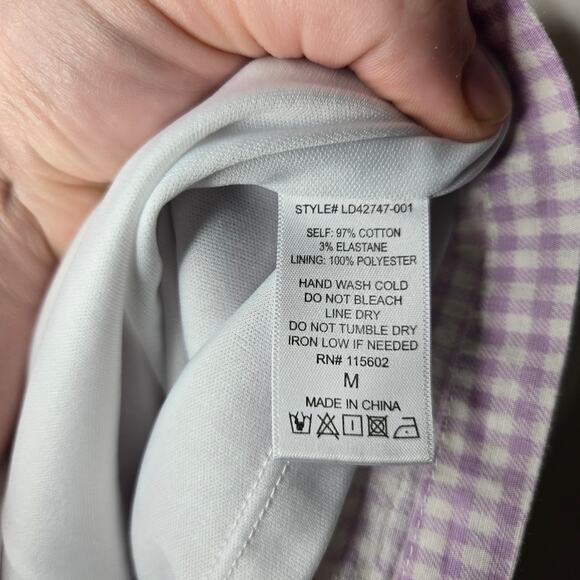 STYLE# LD42747-001
SELF: 97% COTTON
3% ELASTANE
LINING: 100% POLYESTER
HAND WASH COLD
DO NOT BLEACH
LINE DRY
DO NOT TUMBLE DRY
IRON LOW IF NEEDED
RN# 115602
M
MADE IN CHINA